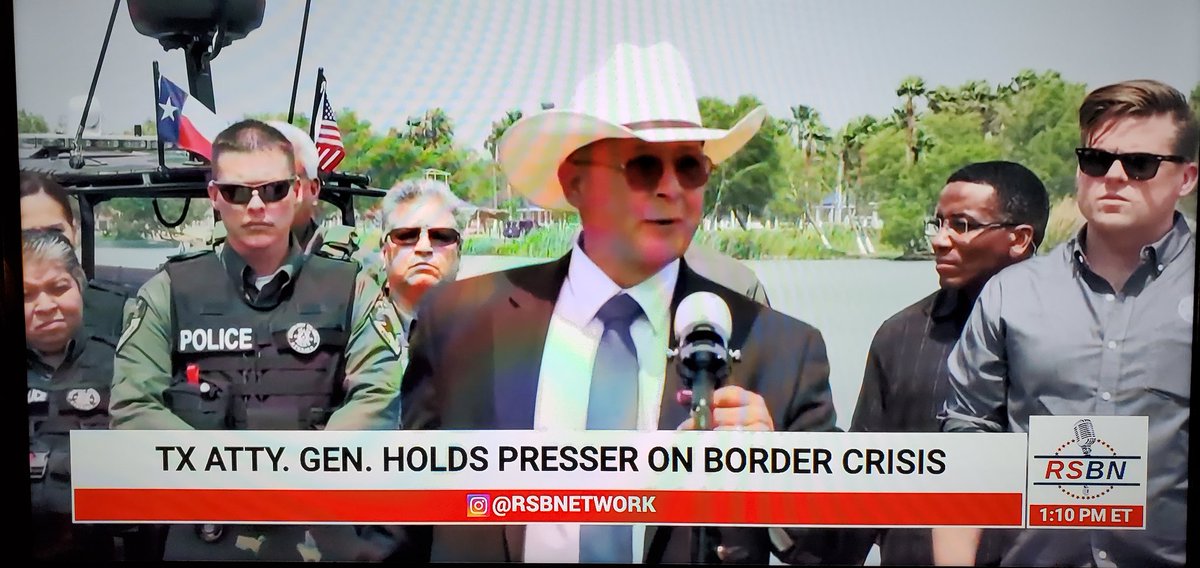 POLICE
TX ATTY. GEN. HOLDS PRESSER ON BORDER CRISIS
@RSBNETWORK
RSBN
1:10 PM ET